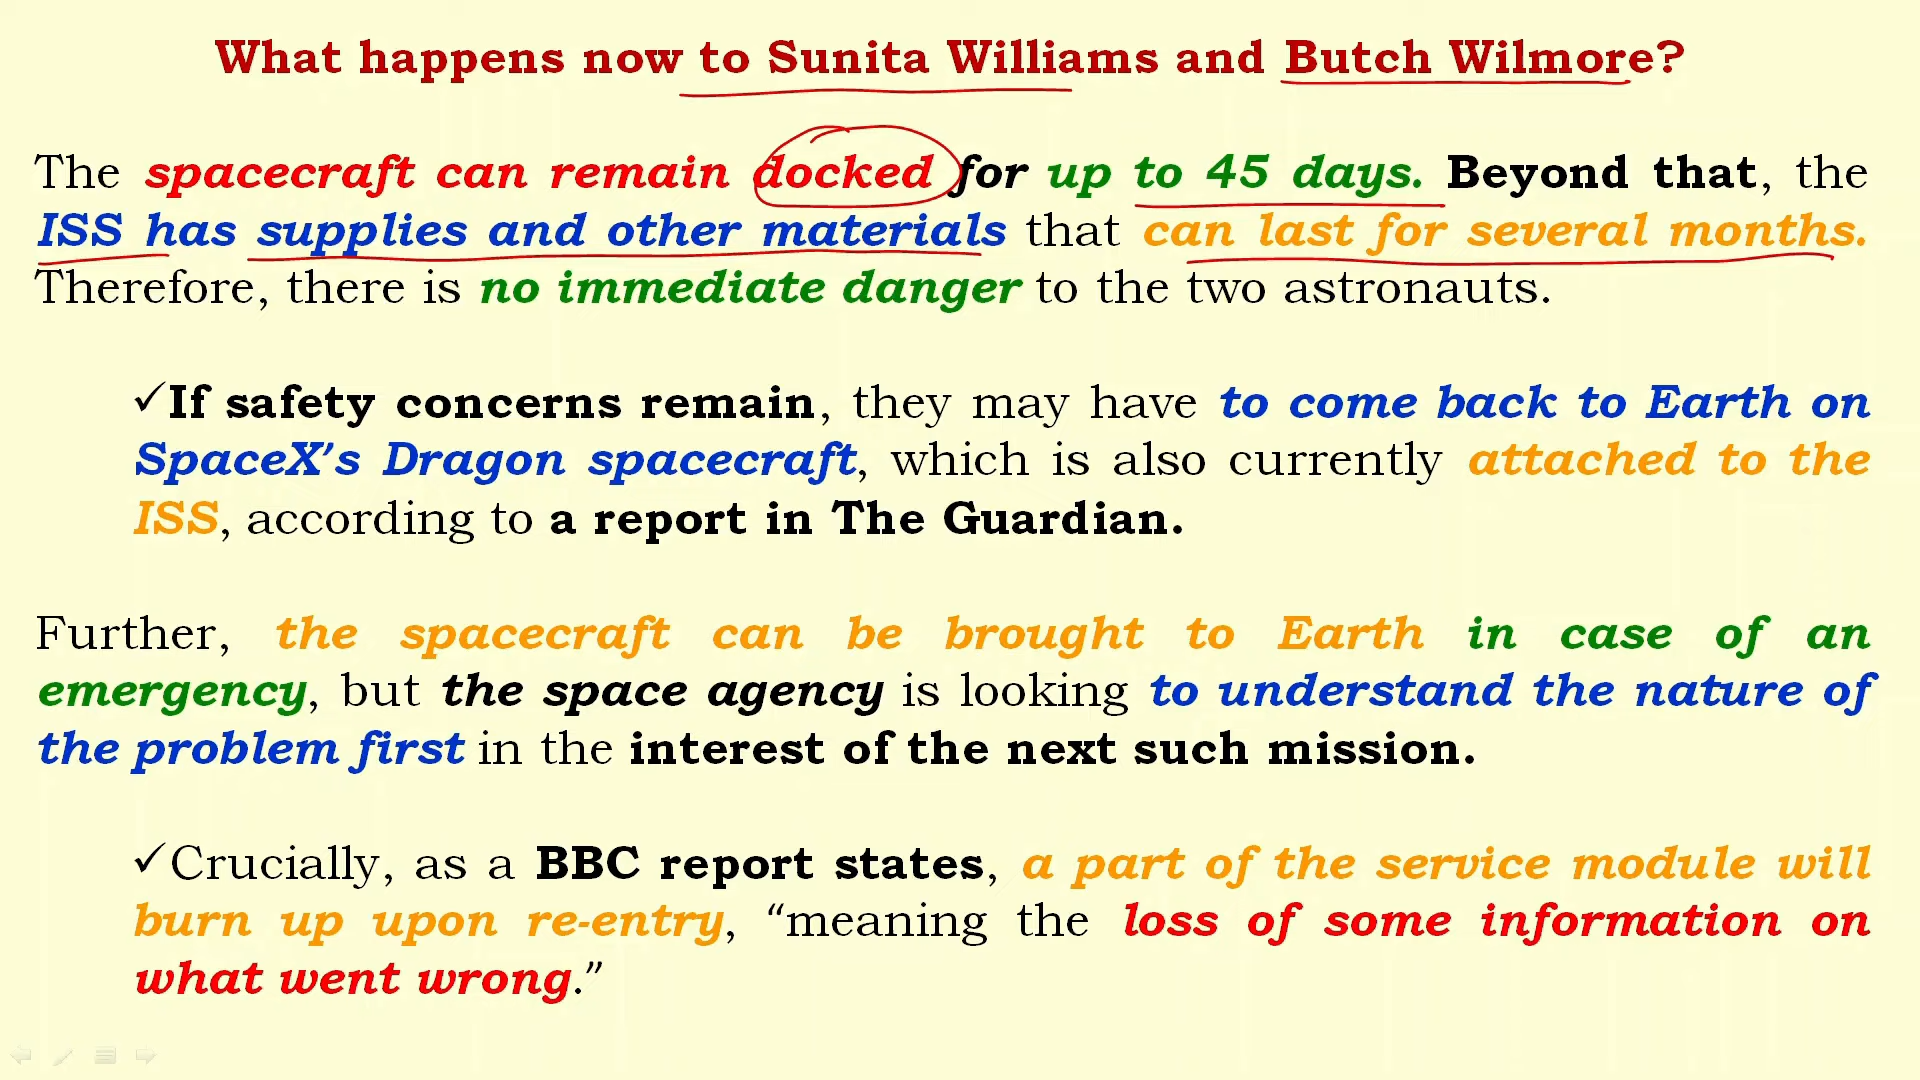 What happens now to Sunita Williams and Butch Wilmore?
The spacecraft can remain docked for up to 45 days. Beyond that, the
ISS has supplies and other materials that can last for several months.
Therefore, there is no immediate danger to the two astronauts.
✓If safety concerns remain, they may have to come back to Earth on
SpaceX’s Dragon spacecraft, which is also currently attached to the
ISS, according to a report in The Guardian.
Further, the spacecraft can be brought to Earth in case of an
emergency, but the space agency is looking to understand the nature of
the problem first in the interest of the next such mission.
✓Crucially, as a BBC report states, a part of the service module will
burn up upon re-entry, “meaning the loss of some information on
what went wrong.”